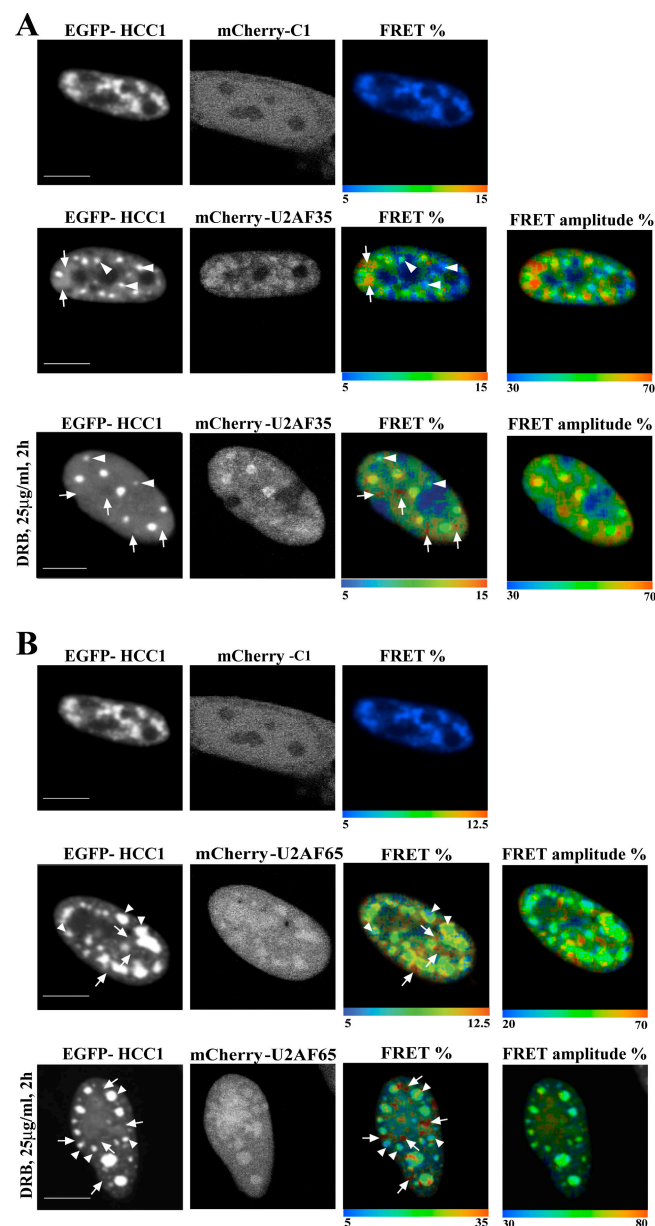 A
EGFP- HCC1 mCherry-C1 FRET %
5 15
EGFP- HCC1 mCherry-U2AF35 FRET % FRET amplitude %
5 15 30 70
DRB, 25µg/ml, 2h
EGFP- HCC1 mCherry-U2AF35 FRET % FRET amplitude %
5 15 30 70
B
EGFP- HCC1 mCherry -C1 FRET %
5 12.5
EGFP- HCC1 mCherry-U2AF65 FRET % FRET amplitude %
5 12.5 20 70
DRB, 25µg/ml, 2h
EGFP- HCC1 mCherry-U2AF65 FRET % FRET amplitude %
5 35 30 80